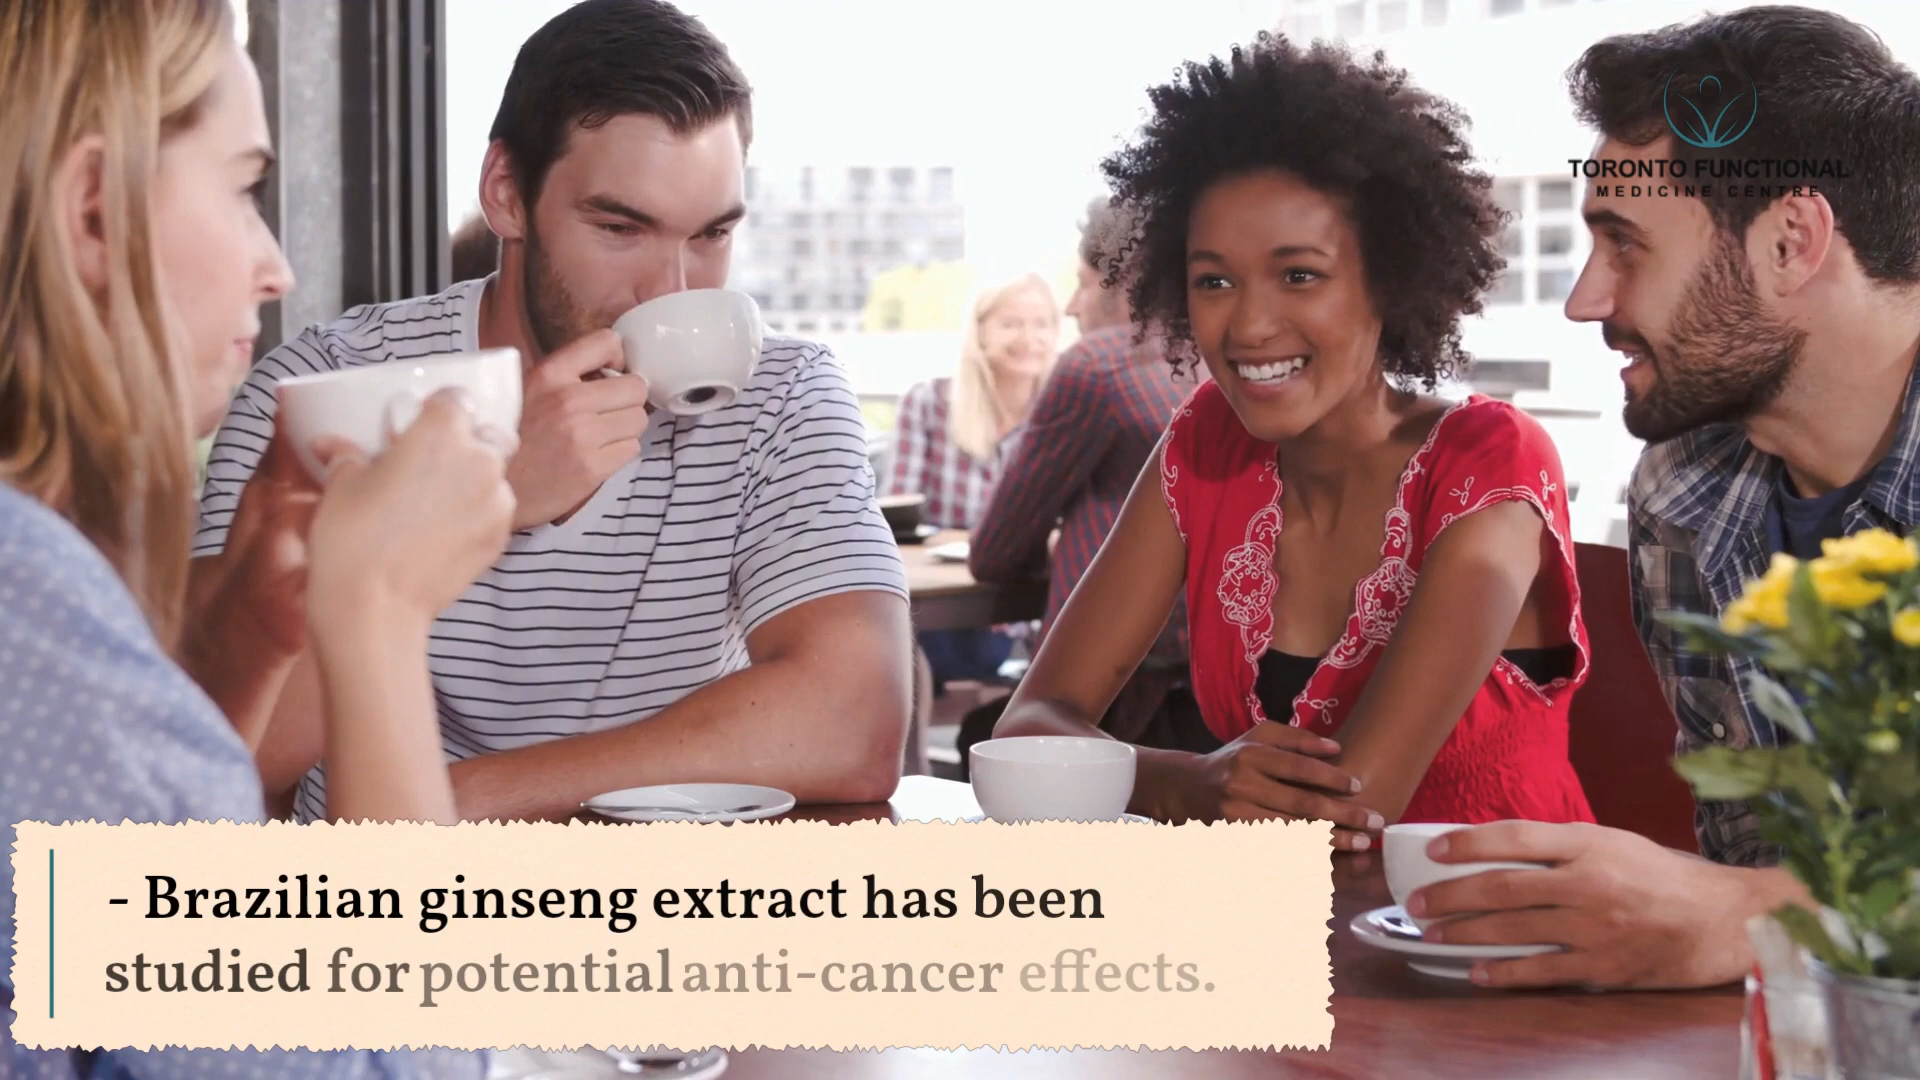 TORONTO FUNCTIONAL
MEDICINE CENTRE
- Brazilian ginseng extract has been
studied for potential anti-cancer effects.